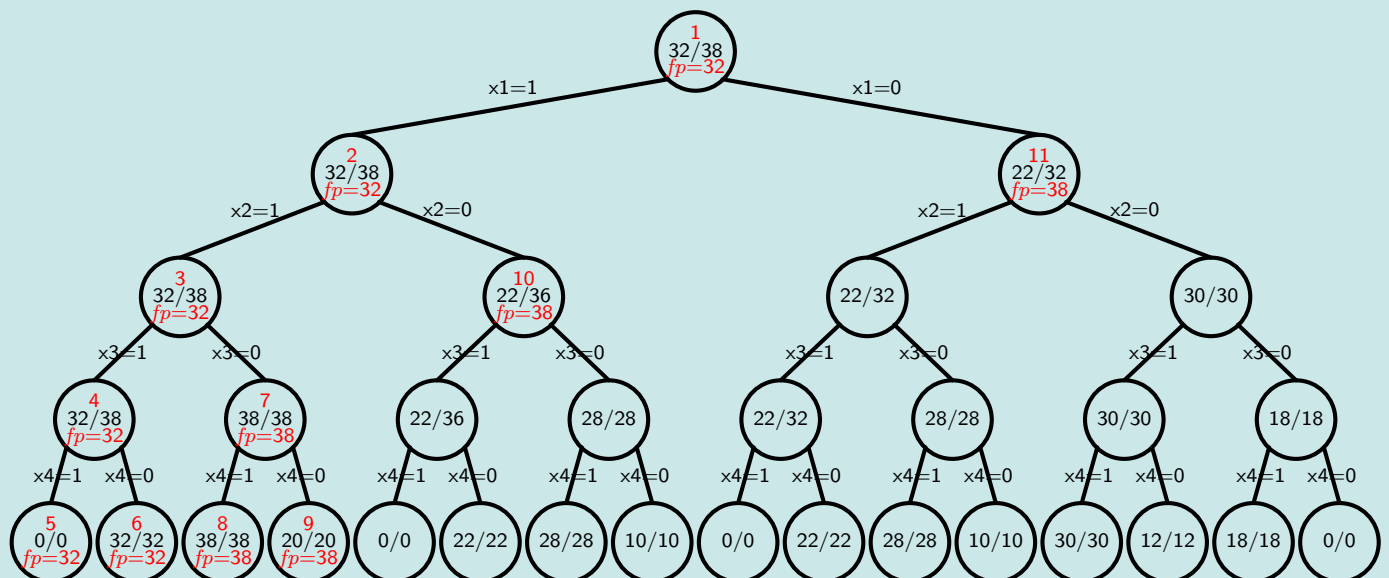 1
32/38
fp=32
x1=1
x1=0
2
32/38
fp=32
11
22/32
fp=38
x2=1
x2=0
x2=1
x2=0
3
32/38
fp=32
10
22/36
fp=38
22/32
30/30
x3=1
x3=0
x3=1
x3=0
x3=1
x3=0
x3=1
x3=0
4
32/38
fp=32
7
38/38
fp=38
22/36
28/28
22/32
28/28
30/30
18/18
x4=1
x4=0
x4=1
x4=0
x4=1
x4=0
x4=1
x4=0
x4=1
x4=0
x4=1
x4=0
x4=1
x4=0
x4=1
x4=0
5
0/0
fp=32
6
32/32
fp=32
8
38/38
fp=38
9
20/20
fp=38
0/0
22/22
28/28
10/10
0/0
22/22
28/28
10/10
30/30
12/12
18/18
0/0